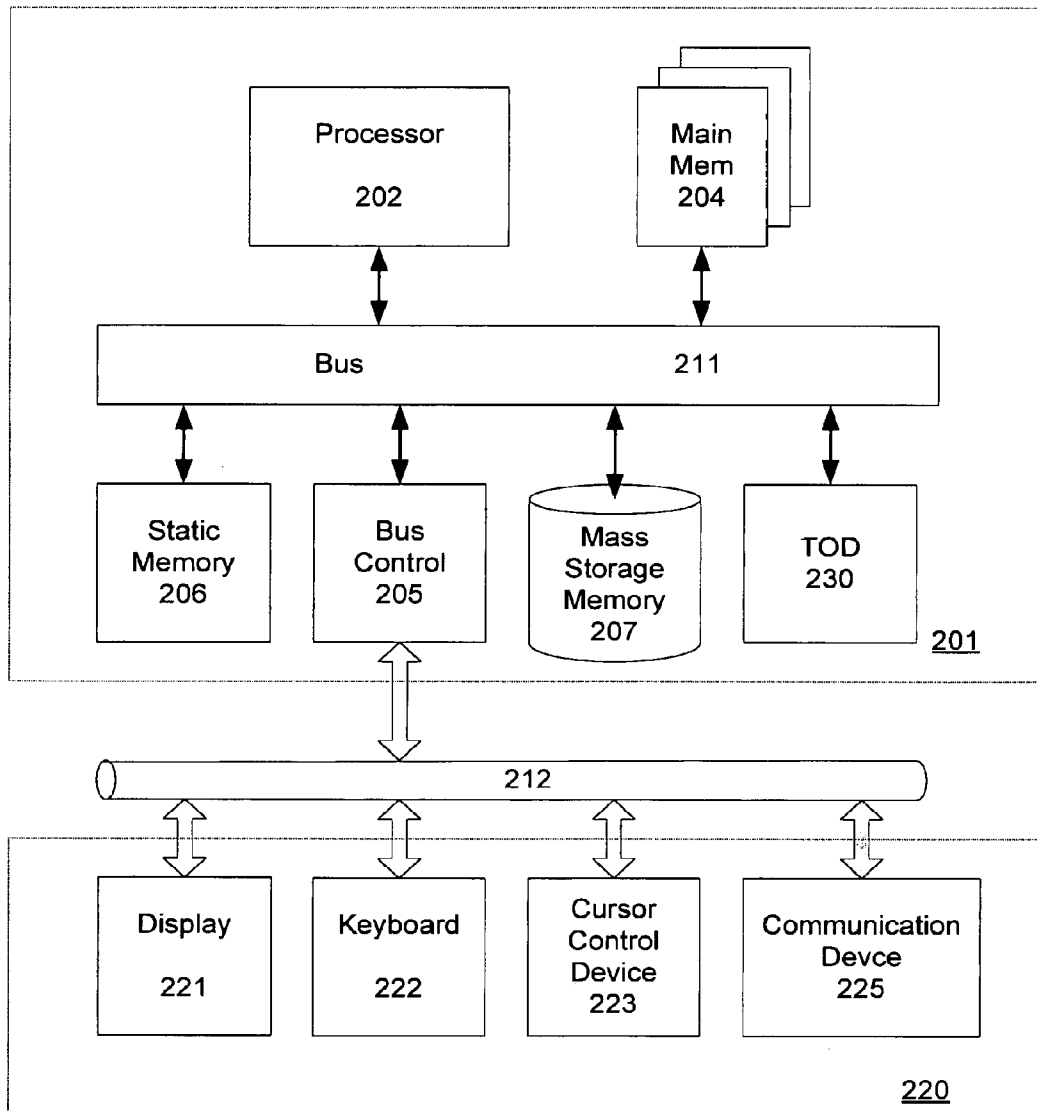 Processor
202
Main
Mem
204
Bus 211
Static
Memory
206
Bus
Control
205
Mass
Storage
Memory
207
TOD
230
201
212
Display
221
Keyboard
222
Cursor
Control
Device
223
Communication
Devce
225
220